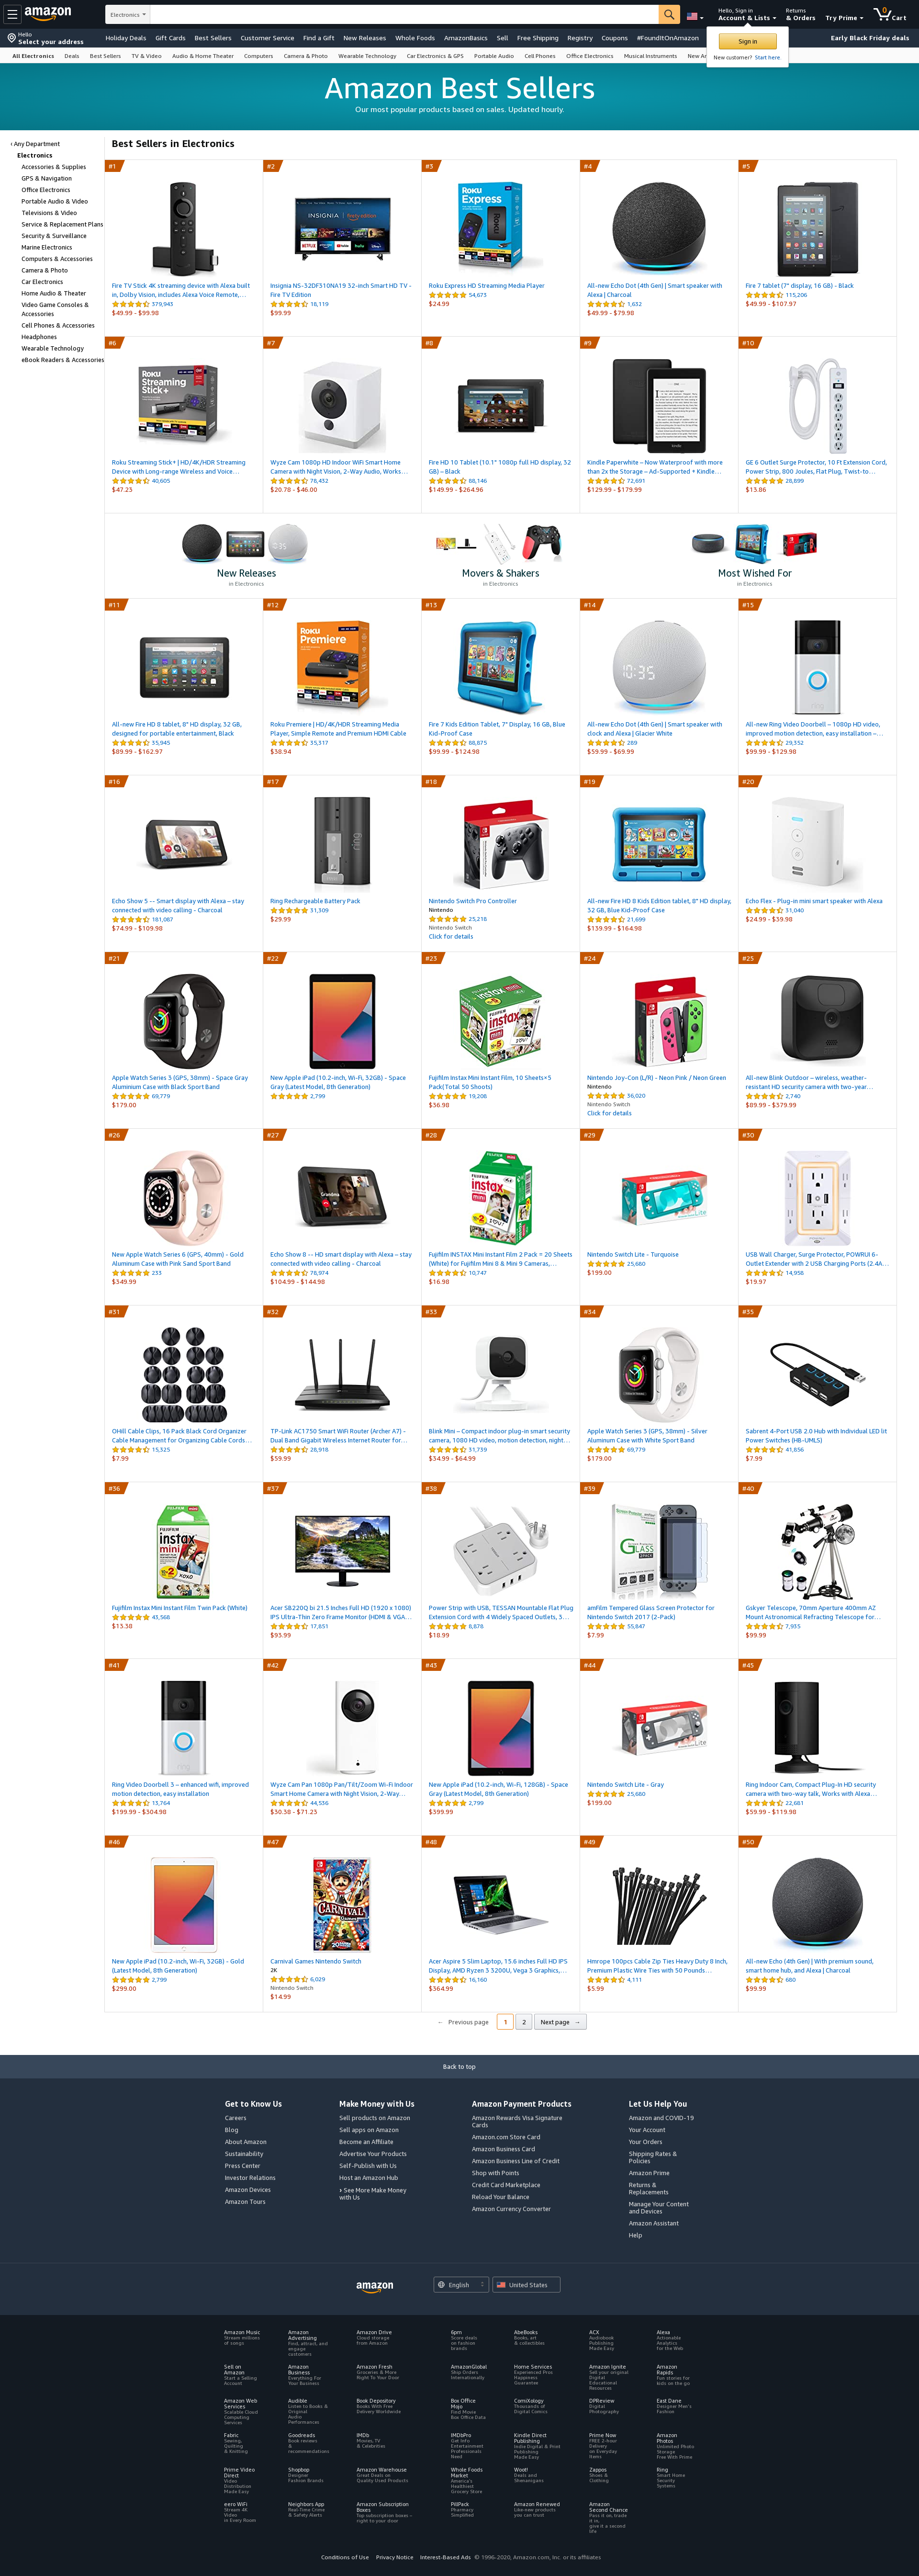 amazon
Electronics
Hello, Sign in
Account & Lists
Returns
& Orders
Try Prime
0
Cart
Hello
Select your address
Holiday Deals
Gift Cards
Best Sellers
Customer Service
Find a Gift
New Releases
Whole Foods
AmazonBasics
Sell
Free Shipping
Registry
Coupons
#FoundItOnAmazon
Early Black Friday deals
Sign in
New customer? Start here.
All Electronics
Deals
Best Sellers
TV & Video
Audio & Home Theater
Computers
Camera & Photo
Wearable Technology
Car Electronics & GPS
Portable Audio
Cell Phones
Office Electronics
Musical Instruments
Amazon Best Sellers
Our most popular products based on sales. Updated hourly.
‹ Any Department
Electronics
Accessories & Supplies
GPS & Navigation
Office Electronics
Portable Audio & Video
Televisions & Video
Service & Replacement Plans
Security & Surveillance
Marine Electronics
Computers & Accessories
Camera & Photo
Car Electronics
Home Audio & Theater
Video Game Consoles &
Accessories
Cell Phones & Accessories
Headphones
Wearable Technology
eBook Readers & Accessories
Best Sellers in Electronics
#1
Fire TV Stick 4K streaming device with Alexa built
in, Dolby Vision, includes Alexa Voice Remote,…
379,943
$49.99 - $99.98
#2
Insignia NS-32DF310NA19 32-inch Smart HD TV -
Fire TV Edition
18,119
$99.99
#3
Roku Express HD Streaming Media Player
54,673
$24.99
#4
All-new Echo Dot (4th Gen) | Smart speaker with
Alexa | Charcoal
1,632
$49.99 - $79.98
#5
Fire 7 tablet (7" display, 16 GB) - Black
115,206
$49.99 - $107.97
#6
Roku Streaming Stick+ | HD/4K/HDR Streaming
Device with Long-range Wireless and Voice…
40,605
$47.23
#7
Wyze Cam 1080p HD Indoor WiFi Smart Home
Camera with Night Vision, 2-Way Audio, Works…
78,432
$20.78 - $46.00
#8
Fire HD 10 Tablet (10.1" 1080p full HD display, 32
GB) – Black
88,146
$149.99 - $264.96
#9
Kindle Paperwhite – Now Waterproof with more
than 2x the Storage – Ad-Supported + Kindle…
72,691
$129.99 - $179.99
#10
GE 6 Outlet Surge Protector, 10 Ft Extension Cord,
Power Strip, 800 Joules, Flat Plug, Twist-to…
28,899
$13.86
New Releases
in Electronics
Movers & Shakers
in Electronics
Most Wished For
in Electronics
#11
All-new Fire HD 8 tablet, 8" HD display, 32 GB,
designed for portable entertainment, Black
35,945
$89.99 - $162.97
#12
Roku Premiere | HD/4K/HDR Streaming Media
Player, Simple Remote and Premium HDMI Cable
35,317
$38.94
#13
Fire 7 Kids Edition Tablet, 7" Display, 16 GB, Blue
Kid-Proof Case
68,875
$99.99 - $124.98
#14
All-new Echo Dot (4th Gen) | Smart speaker with
clock and Alexa | Glacier White
269
$59.99 - $69.99
#15
All-new Ring Video Doorbell – 1080p HD video,
improved motion detection, easy installation –…
29,352
$99.99 - $129.98
#16
Echo Show 5 -- Smart display with Alexa – stay
connected with video calling - Charcoal
181,087
$74.99 - $109.98
#17
Ring Rechargeable Battery Pack
31,309
$29.99
#18
Nintendo Switch Pro Controller
Nintendo
25,218
Nintendo Switch
Click for details
#19
All-new Fire HD 8 Kids Edition tablet, 8" HD display,
32 GB, Blue Kid-Proof Case
21,699
$139.99 - $164.98
#20
Echo Flex - Plug-in mini smart speaker with Alexa
31,040
$24.99 - $39.98
#21
Apple Watch Series 3 (GPS, 38mm) - Space Gray
Aluminium Case with Black Sport Band
69,779
$179.00
#22
New Apple iPad (10.2-inch, Wi-Fi, 32GB) - Space
Gray (Latest Model, 8th Generation)
2,799
#23
Fujifilm Instax Mini Instant Film, 10 Sheets×5
Pack(Total 50 Shoots)
19,208
$36.98
#24
Nintendo Joy-Con (L/R) - Neon Pink / Neon Green
Nintendo
36,020
Nintendo Switch
Click for details
#25
All-new Blink Outdoor – wireless, weather-
resistant HD security camera with two-year…
2,740
$89.99 - $379.99
#26
New Apple Watch Series 6 (GPS, 40mm) - Gold
Aluminum Case with Pink Sand Sport Band
233
$349.99
#27
Echo Show 8 -- HD smart display with Alexa – stay
connected with video calling - Charcoal
78,974
$104.99 - $144.98
#28
Fujifilm INSTAX Mini Instant Film 2 Pack = 20 Sheets
(White) for Fujifilm Mini 8 & Mini 9 Cameras,…
10,747
$16.98
#29
Nintendo Switch Lite - Turquoise
25,680
$199.00
#30
USB Wall Charger, Surge Protector, POWRUI 6-
Outlet Extender with 2 USB Charging Ports (2.4A…
14,958
$19.97
#31
OHill Cable Clips, 16 Pack Black Cord Organizer
Cable Management for Organizing Cable Cords…
15,325
$7.99
#32
TP-Link AC1750 Smart WiFi Router (Archer A7) -
Dual Band Gigabit Wireless Internet Router for…
28,918
$59.99
#33
Blink Mini – Compact indoor plug-in smart security
camera, 1080 HD video, motion detection, night…
31,739
$34.99 - $64.99
#34
Apple Watch Series 3 (GPS, 38mm) - Silver
Aluminum Case with White Sport Band
69,779
$179.00
#35
Sabrent 4-Port USB 2.0 Hub with Individual LED lit
Power Switches (HB-UMLS)
41,856
$7.99
#36
Fujifilm Instax Mini Instant Film Twin Pack (White)
43,568
$13.38
#37
Acer SB220Q bi 21.5 Inches Full HD (1920 x 1080)
IPS Ultra-Thin Zero Frame Monitor (HDMI & VGA…
17,851
$93.99
#38
Power Strip with USB, TESSAN Mountable Flat Plug
Extension Cord with 4 Widely Spaced Outlets, 3…
8,878
$18.99
#39
amFilm Tempered Glass Screen Protector for
Nintendo Switch 2017 (2-Pack)
55,847
$7.99
#40
Gskyer Telescope, 70mm Aperture 400mm AZ
Mount Astronomical Refracting Telescope for…
7,935
$99.99
#41
Ring Video Doorbell 3 – enhanced wifi, improved
motion detection, easy installation
13,764
$199.99 - $304.98
#42
Wyze Cam Pan 1080p Pan/Tilt/Zoom Wi-Fi Indoor
Smart Home Camera with Night Vision, 2-Way…
44,536
$30.38 - $71.23
#43
New Apple iPad (10.2-inch, Wi-Fi, 128GB) - Space
Gray (Latest Model, 8th Generation)
2,799
$399.99
#44
Nintendo Switch Lite - Gray
25,680
$199.00
#45
Ring Indoor Cam, Compact Plug-In HD security
camera with two-way talk, Works with Alexa…
22,681
$59.99 - $119.98
#46
New Apple iPad (10.2-inch, Wi-Fi, 32GB) - Gold
(Latest Model, 8th Generation)
2,799
$299.00
#47
Carnival Games Nintendo Switch
2K
6,029
Nintendo Switch
$14.99
#48
Acer Aspire 5 Slim Laptop, 15.6 inches Full HD IPS
Display, AMD Ryzen 3 3200U, Vega 3 Graphics,…
16,160
$364.99
#49
Hmrope 100pcs Cable Zip Ties Heavy Duty 8 Inch,
Premium Plastic Wire Ties with 50 Pounds…
4,111
$5.99
#50
All-new Echo (4th Gen) | With premium sound,
smart home hub, and Alexa | Charcoal
680
$99.99
← Previous page
1
2
Next page →
Back to top
Get to Know Us
Careers
Blog
About Amazon
Sustainability
Press Center
Investor Relations
Amazon Devices
Amazon Tours
Make Money with Us
Sell products on Amazon
Sell apps on Amazon
Become an Affiliate
Advertise Your Products
Self-Publish with Us
Host an Amazon Hub
› See More Make Money
with Us
Amazon Payment Products
Amazon Rewards Visa Signature
Cards
Amazon.com Store Card
Amazon Business Card
Amazon Business Line of Credit
Shop with Points
Credit Card Marketplace
Reload Your Balance
Amazon Currency Converter
Let Us Help You
Amazon and COVID-19
Your Account
Your Orders
Shipping Rates &
Policies
Amazon Prime
Returns &
Replacements
Manage Your Content
and Devices
Amazon Assistant
Help
amazon
English
United States
Amazon Music
Stream millions
of songs
Amazon
Advertising
Find, attract, and
engage
customers
Amazon Drive
Cloud storage
from Amazon
6pm
Score deals
on fashion
brands
AbeBooks
Books, art
& collectibles
ACX
Audiobook
Publishing
Made Easy
Alexa
Actionable
Analytics
for the Web
Sell on
Amazon
Start a Selling
Account
Amazon
Business
Everything For
Your Business
Amazon Fresh
Groceries & More
Right To Your Door
AmazonGlobal
Ship Orders
Internationally
Home Services
Experienced Pros
Happiness
Guarantee
Amazon Ignite
Sell your original
Digital
Educational
Resources
Amazon
Rapids
Fun stories for
kids on the go
Amazon Web
Services
Scalable Cloud
Computing
Services
Audible
Listen to Books &
Original
Audio
Performances
Book Depository
Books With Free
Delivery Worldwide
Box Office
Mojo
Find Movie
Box Office Data
ComiXology
Thousands of
Digital Comics
DPReview
Digital
Photography
East Dane
Designer Men's
Fashion
Fabric
Sewing,
Quilting
& Knitting
Goodreads
Book reviews
&
recommendations
IMDb
Movies, TV
& Celebrities
IMDbPro
Get Info
Entertainment
Professionals
Need
Kindle Direct
Publishing
Indie Digital & Print
Publishing
Made Easy
Prime Now
FREE 2-hour
Delivery
on Everyday
Items
Amazon
Photos
Unlimited Photo
Storage
Free With Prime
Prime Video
Direct
Video
Distribution
Made Easy
Shopbop
Designer
Fashion Brands
Amazon Warehouse
Great Deals on
Quality Used Products
Whole Foods
Market
America's
Healthiest
Grocery Store
Woot!
Deals and
Shenanigans
Zappos
Shoes &
Clothing
Ring
Smart Home
Security
Systems
eero WiFi
Stream 4K
Video
in Every Room
Neighbors App
Real-Time Crime
& Safety Alerts
Amazon Subscription
Boxes
Top subscription boxes –
right to your door
PillPack
Pharmacy
Simplified
Amazon Renewed
Like-new products
you can trust
Amazon
Second Chance
Pass it on, trade
it in,
give it a second
life
Conditions of Use
Privacy Notice
Interest-Based Ads
© 1996-2020, Amazon.com, Inc. or its affiliates